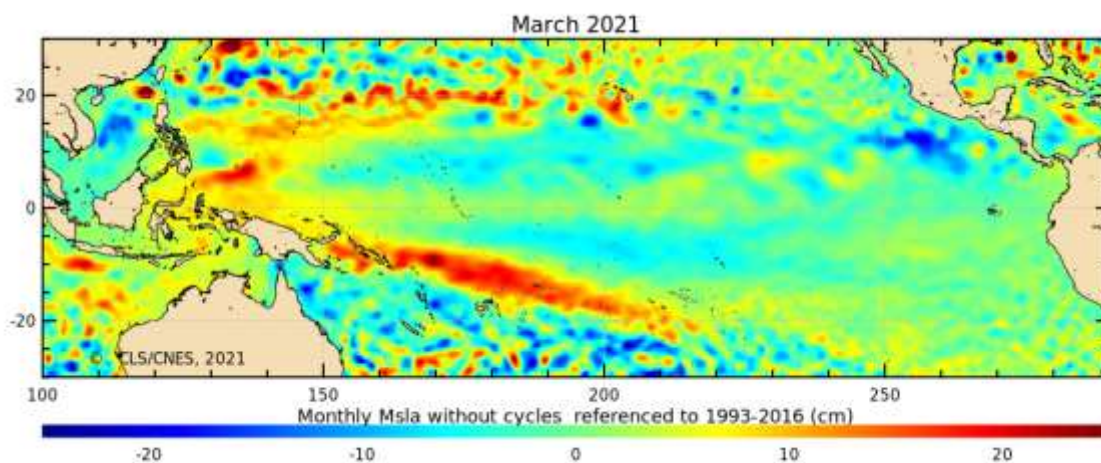 March 2021
20
0
-20
© CLS/CNES, 2021
100 150 200 250
Monthly Msla without cycles referenced to 1993-2016 (cm)
-20 -10 0 10 20